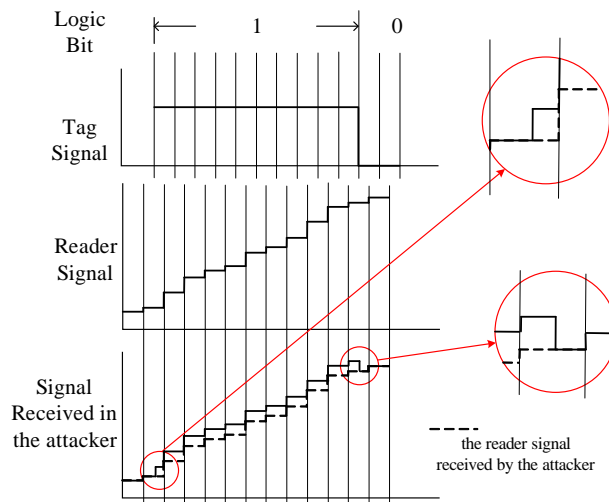 Logic
Bit
1
0
Tag
Signal
Reader
Signal
Signal
Received in
the attacker
the reader signal
received by the attacker